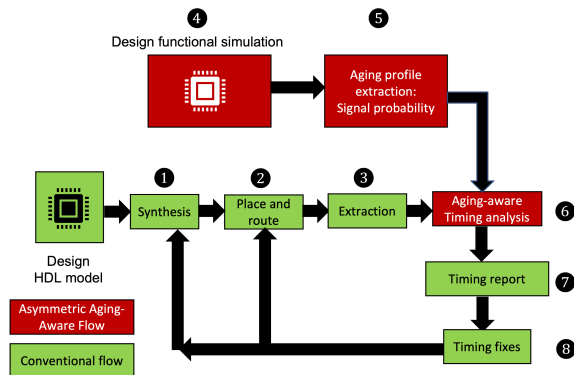 4
5
Design functional simulation
Aging profile
extraction:
Signal probability
1
2
3
Synthesis
Place and
route
Extraction
Aging-aware
Timing analysis
6
Design
HDL model
Timing report
7
Asymmetric Aging-
Aware Flow
Timing fixes
8
Conventional flow